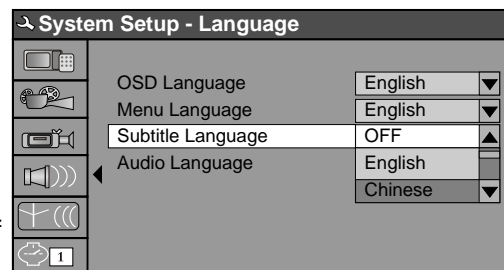 System Setup - Language
OSD Language English
Menu Language English
Subtitle Language OFF
Audio Language English
Chinese
1